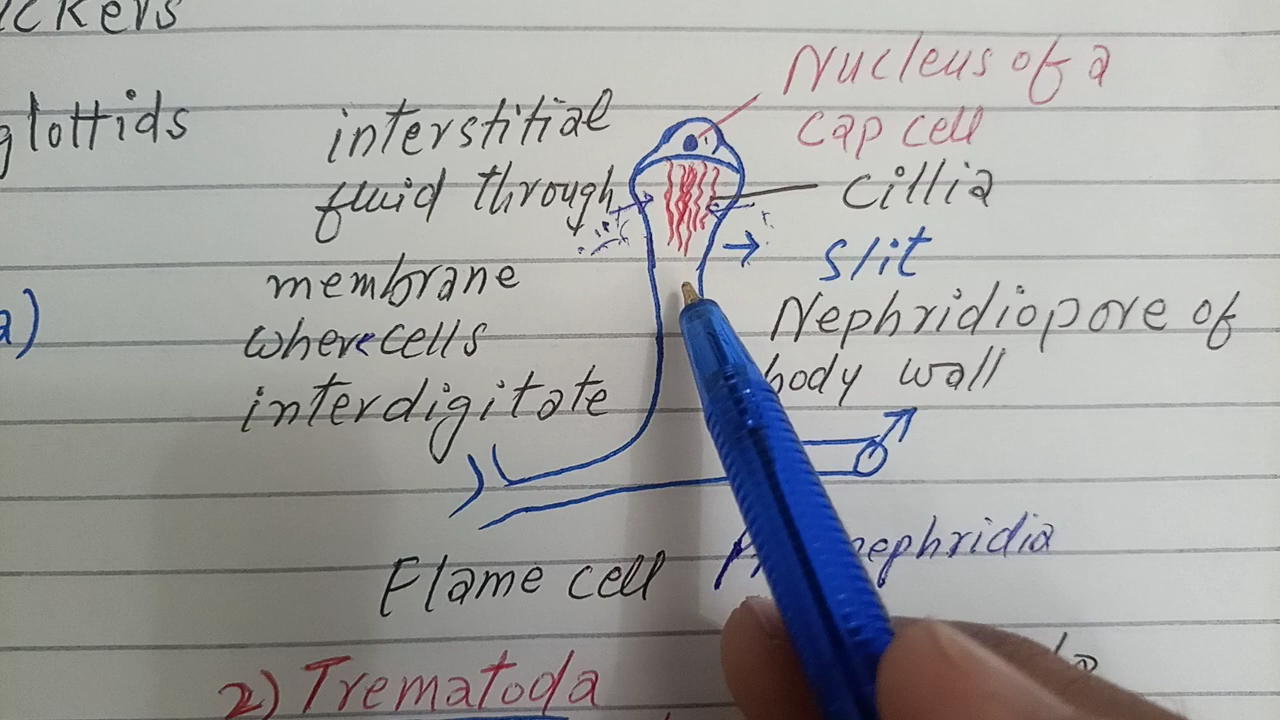 glottids
interstitial
fluid through
membrane
where cells
interdigitate
Nucleus of a
cap cell
cillia
slit
Nephridiopore of
body wall
Flame cell
nephridia
2) Trematoda